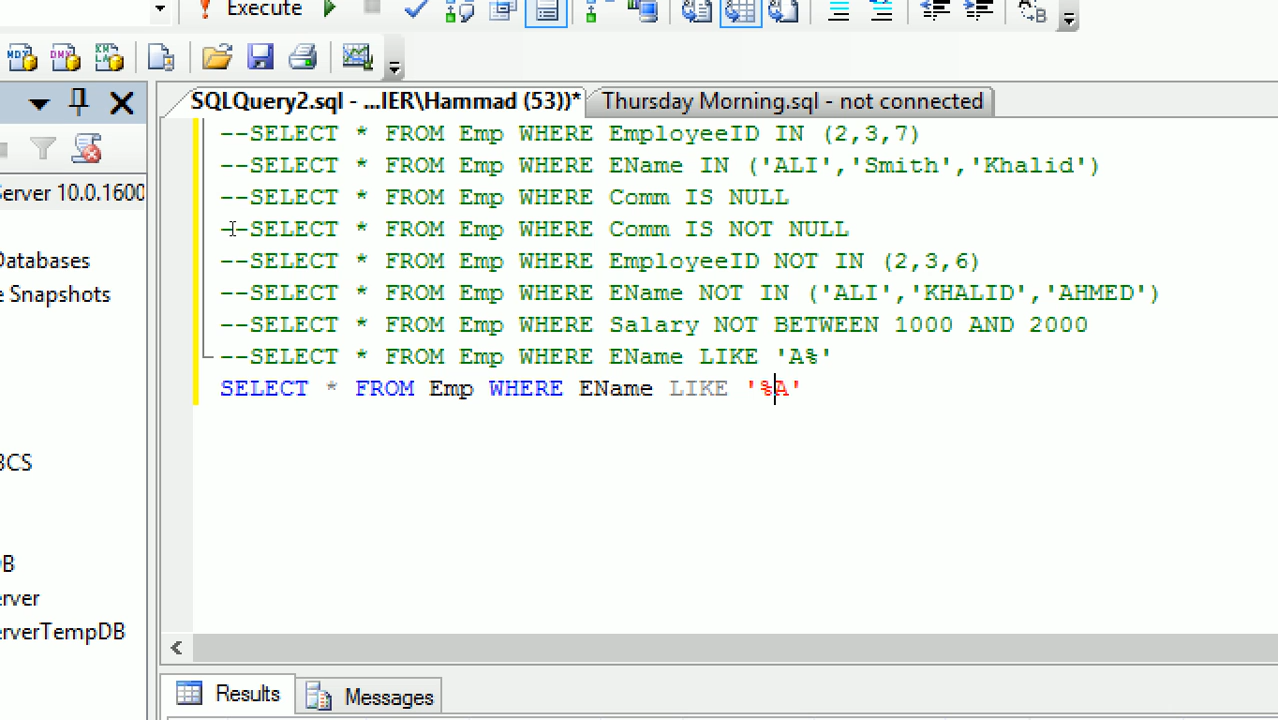 Execute
SQLQuery2.sql - ...IER\Hammad (53))*
Thursday Morning.sql - not connected
--SELECT * FROM Emp WHERE EmployeeID IN (2,3,7)
--SELECT * FROM Emp WHERE EName IN ('ALI','Smith','Khalid')
--SELECT * FROM Emp WHERE Comm IS NULL
--SELECT * FROM Emp WHERE Comm IS NOT NULL
--SELECT * FROM Emp WHERE EmployeeID NOT IN (2,3,6)
--SELECT * FROM Emp WHERE EName NOT IN ('ALI','KHALID','AHMED')
--SELECT * FROM Emp WHERE Salary NOT BETWEEN 1000 AND 2000
--SELECT * FROM Emp WHERE EName LIKE 'A%'
SELECT * FROM Emp WHERE EName LIKE '%A'
erver 10.0.1600
atabases
e Snapshots
BCS
B
erver
erverTempDB
Results
Messages